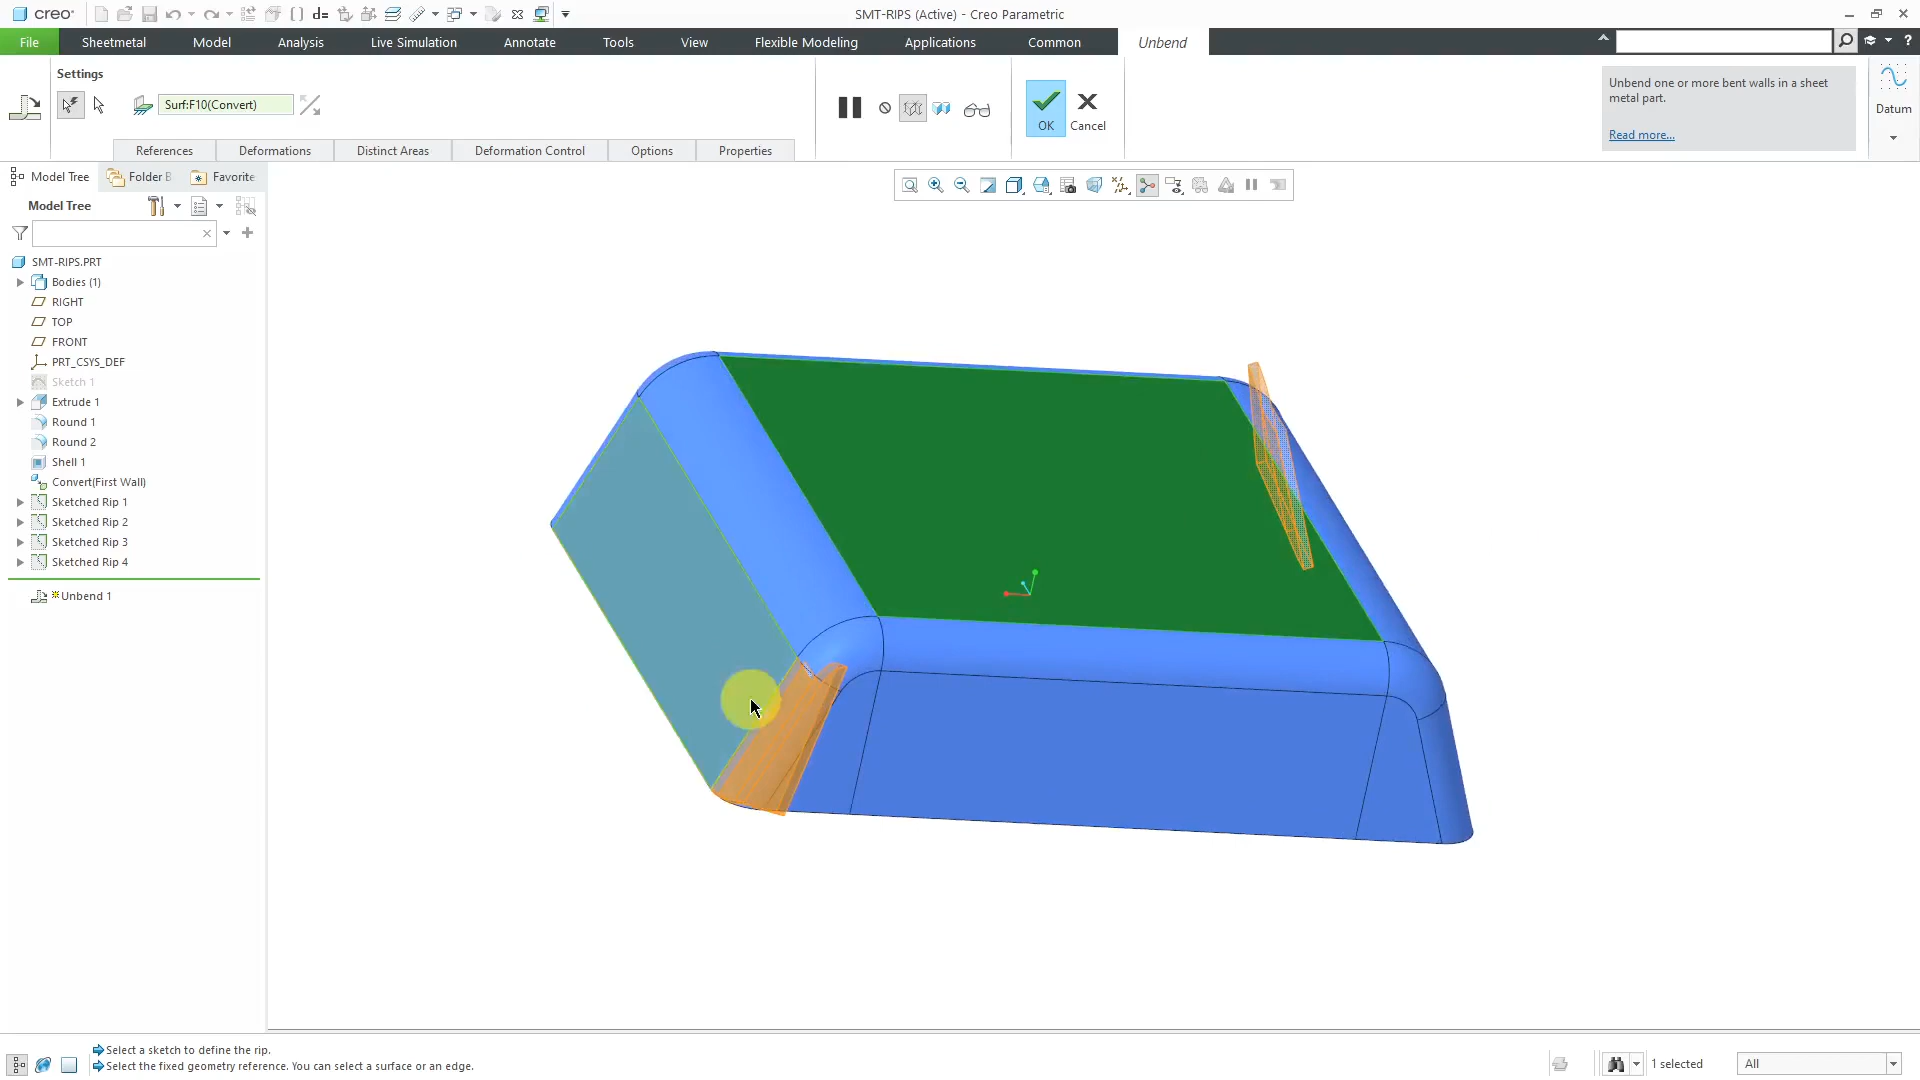 creo
SMT-RIPS (Active) - Creo Parametric
File
Sheetmetal
Model
Analysis
Live Simulation
Annotate
Tools
View
Flexible Modeling
Applications
Common
Unbend
Settings
Surf:F10(Convert)
OK
Cancel
Unbend one or more bent walls in a sheet
metal part.
Read more...
Datum
References
Deformations
Distinct Areas
Deformation Control
Options
Properties
Model Tree
Folder B
Favorite
Model Tree
SMT-RIPS.PRT
Bodies (1)
RIGHT
TOP
FRONT
PRT_CSYS_DEF
Sketch 1
Extrude 1
Round 1
Round 2
Shell 1
Convert(First Wall)
Sketched Rip 1
Sketched Rip 2
Sketched Rip 3
Sketched Rip 4
Unbend 1
Select a sketch to define the rip.
Select the fixed geometry reference. You can select a surface or an edge.
1 selected
All